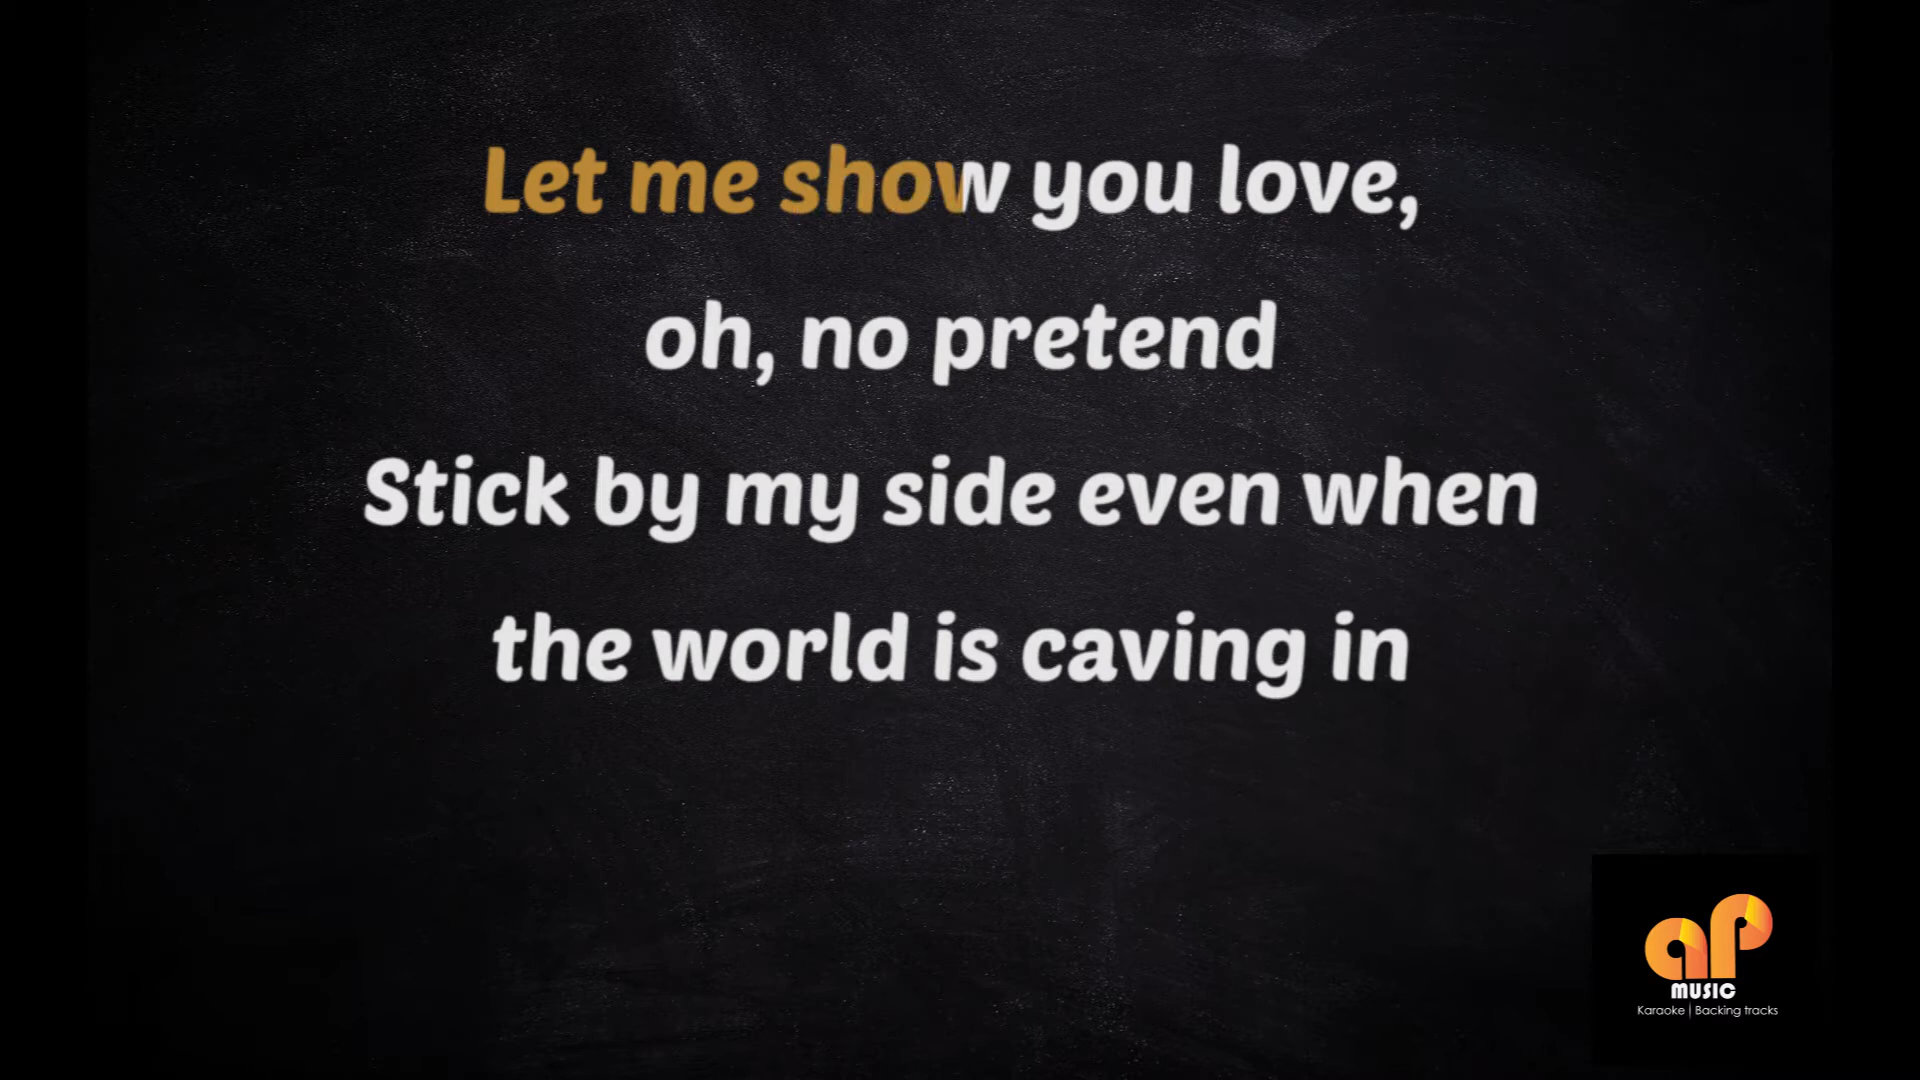 Let me show you love,
oh, no pretend
Stick by my side even when
the world is caving in
aP
MUSIC
Karaoke | Backing tracks